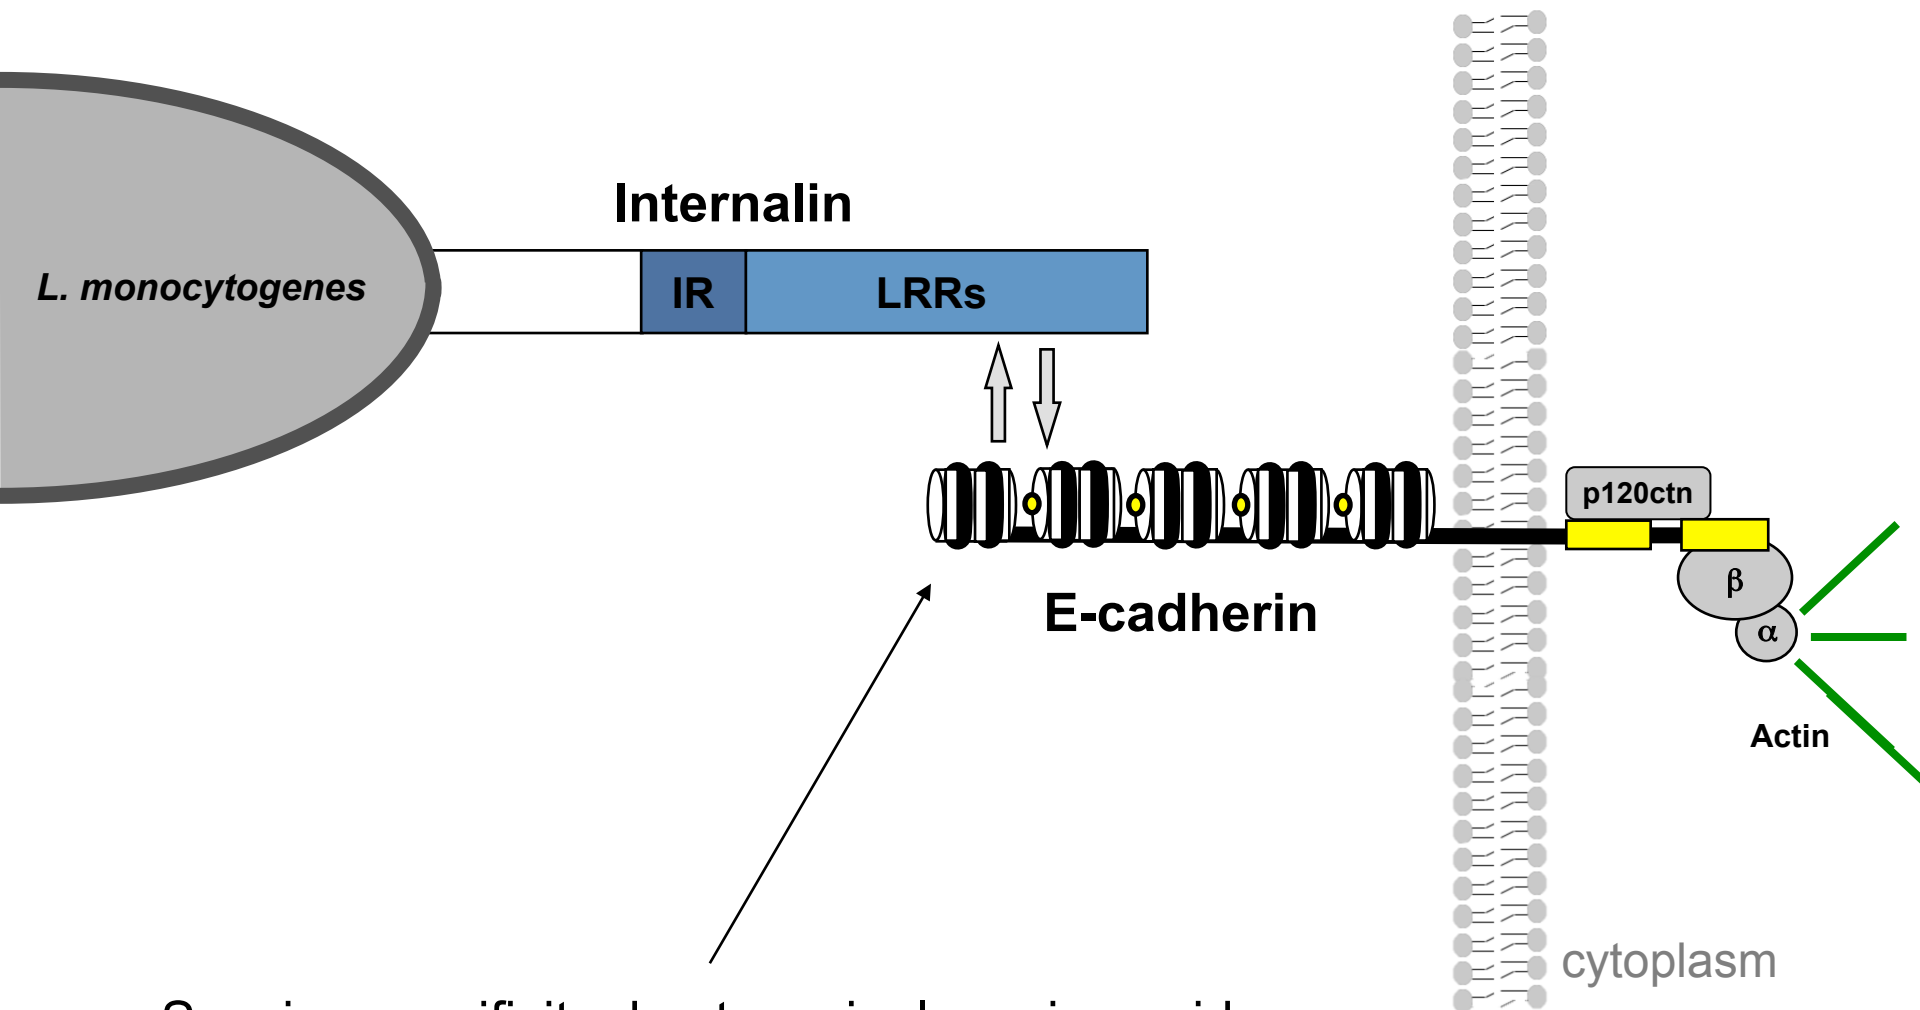 Internalin
L. monocytogenes
IR
LRRs
p120ctn
β
E-cadherin
α
Actin
cytoplasm